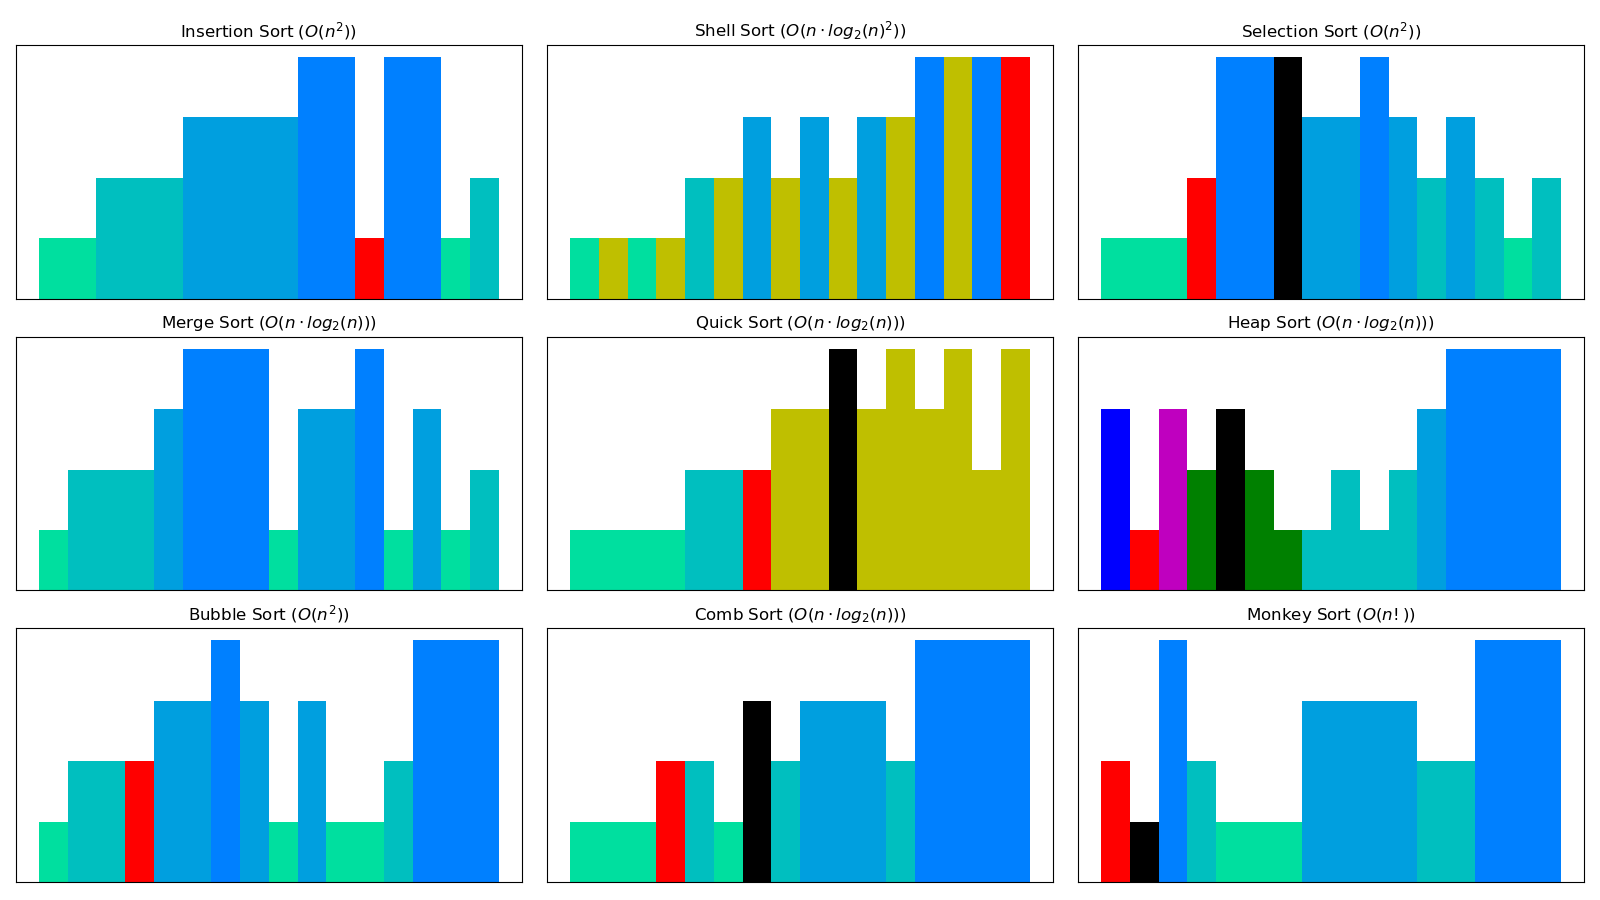 Insertion Sort (O(n²))
Shell Sort (O(n · log₂(n)²))
Selection Sort (O(n²))
Merge Sort (O(n · log₂(n)))
Quick Sort (O(n · log₂(n)))
Heap Sort (O(n · log₂(n)))
Bubble Sort (O(n²))
Comb Sort (O(n · log₂(n)))
Monkey Sort (O(n! ))